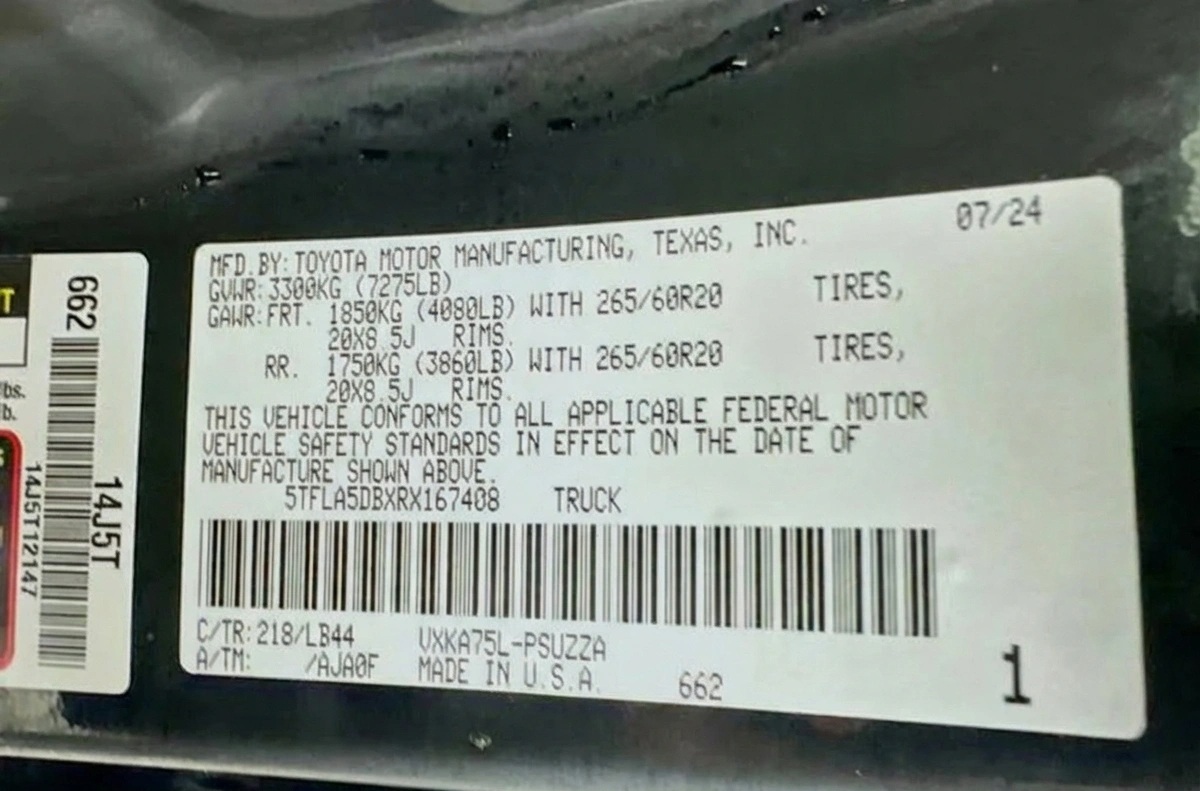 07/24
MFD.BY:TOYOTA MOTOR MANUFACTURING, TEXAS, INC.
GVWR:3300KG (7275LB)
GAWR:FRT. 1850KG (4080LB) WITH 265/60R20 TIRES,
20X8.5J RIMS.
RR. 1750KG (3860LB) WITH 265/60R20 TIRES,
20X8.5J RIMS.
THIS VEHICLE CONFORMS TO ALL APPLICABLE FEDERAL MOTOR
VEHICLE SAFETY STANDARDS IN EFFECT ON THE DATE OF
MANUFACTURE SHOWN ABOVE.
5TFLA5DBXRX167408 TRUCK
C/TR:218/LB44 VXKA75L-PSUZZA
A/TM: /AJA0F MADE IN U.S.A. 662
1
662
14J5T
14J5T12147
T
lbs.
lb.